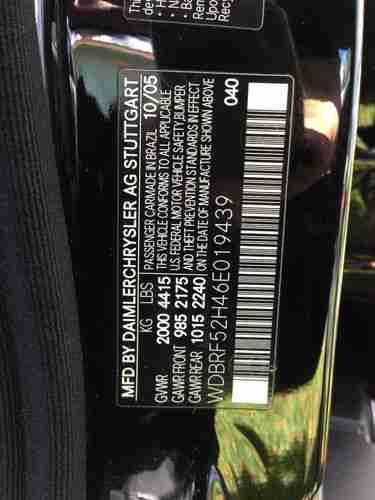 MFD BY DAIMLERCHRYSLER AG STUTTGART
KG LBS PASSENGER CAR MADE IN BRAZIL 10/05
GVWR 2000 4415 THIS VEHICLE CONFORMS TO ALL APPLICABLE
GAWR FRONT 985 2175 U.S. FEDERAL MOTOR VEHICLE SAFETY, BUMPER
GAWR REAR 1015 2240 AND THEFT PREVENTION STANDARDS IN EFFECT
ON THE DATE OF MANUFACTURE SHOWN ABOVE
WDBRF52H46E019439
040